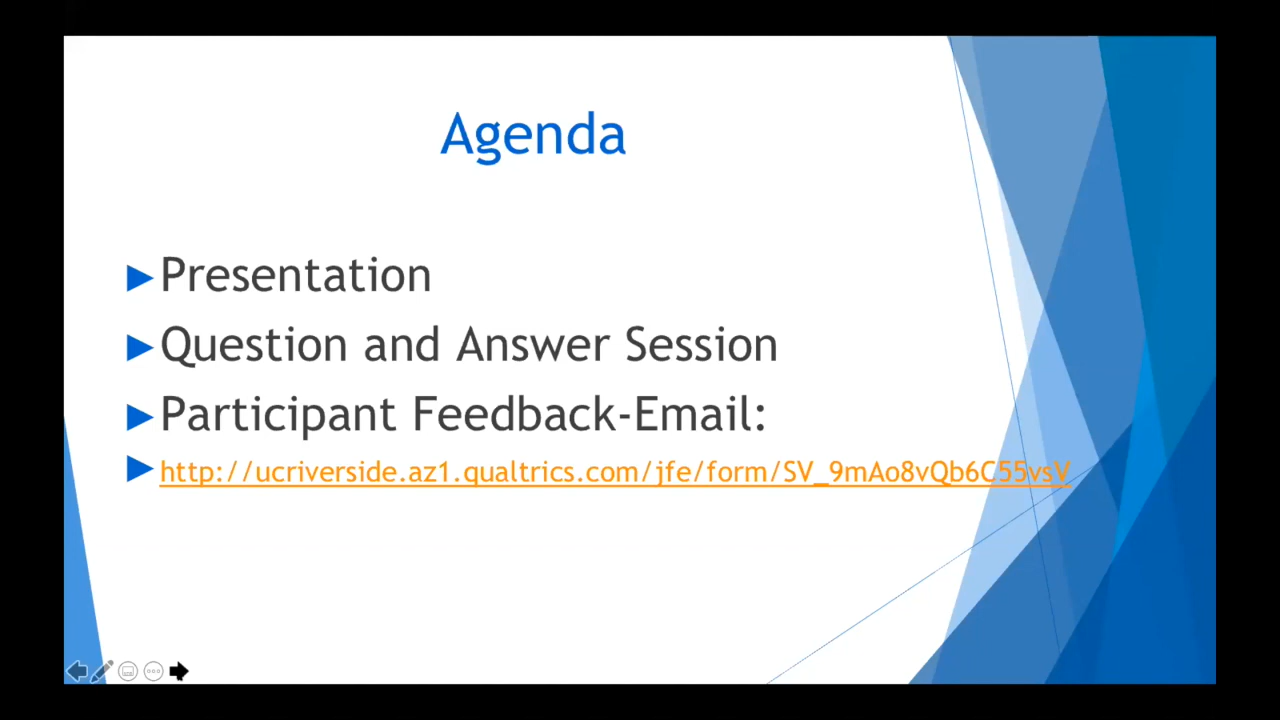 Agenda
Presentation
Question and Answer Session
Participant Feedback-Email:
http://ucriverside.az1.qualtrics.com/jfe/form/SV_9mAo8vQb6C55vsV